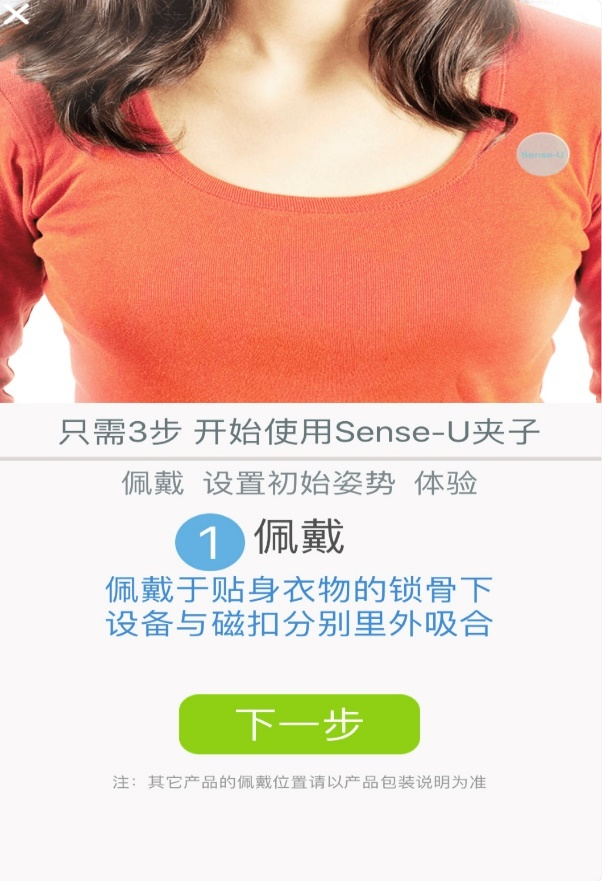 Sense-U
只需3步 开始使用Sense-U夹子
佩戴 设置初始姿势 体验
1 佩戴
佩戴于贴身衣物的锁骨下
设备与磁扣分别里外吸合
下一步
注：其它产品的佩戴位置请以产品包装说明为准